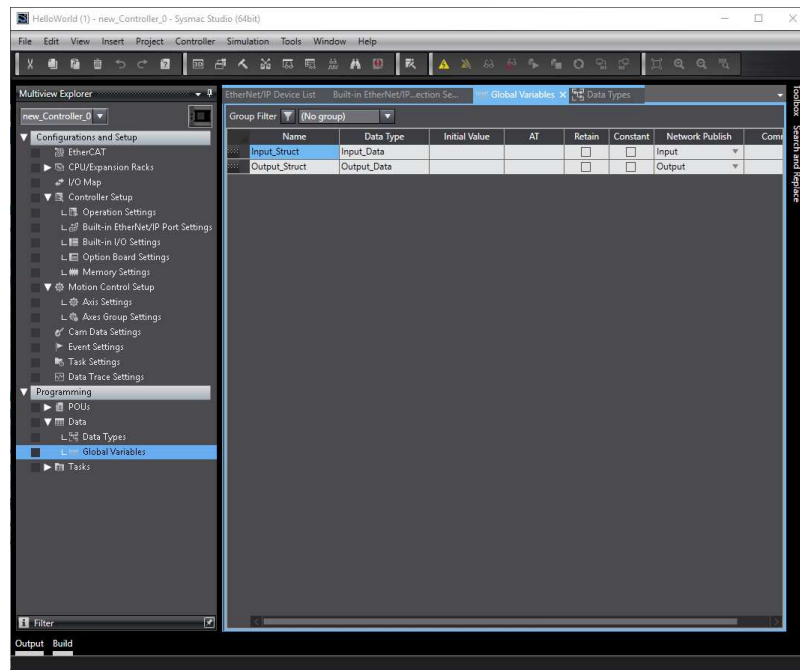 HelloWorld (1) - new_Controller_0 - Sysmac Studio (64bit)
File Edit View Insert Project Controller Simulation Tools Window Help
Multiview Explorer
new_Controller_0
Configurations and Setup
EtherCAT
CPU/Expansion Racks
I/O Map
Controller Setup
Operation Settings
Built-in EtherNet/IP Port Settings
Built-in I/O Settings
Option Board Settings
Memory Settings
Motion Control Setup
Axis Settings
Axes Group Settings
Cam Data Settings
Event Settings
Task Settings
Data Trace Settings
Programming
POUs
Data
Data Types
Global Variables
Tasks
Filter
EtherNet/IP Device List Built-in EtherNet/IP...ection Se... Global Variables Data Types
Group Filter (No group)
Name Data Type Initial Value AT Retain Constant Network Publish Com
Input_Struct Input_Data Input
Output_Struct Output_Data Output
Toolbox Search and Replace
Output Build